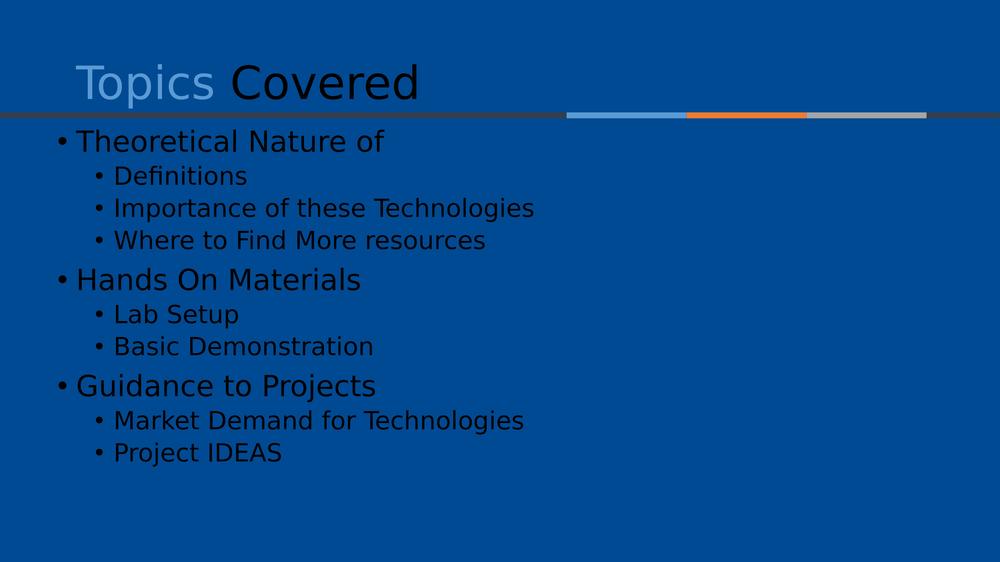 Topics Covered
• Theoretical Nature of
• Definitions
• Importance of these Technologies
• Where to Find More resources
• Hands On Materials
• Lab Setup
• Basic Demonstration
• Guidance to Projects
• Market Demand for Technologies
• Project IDEAS